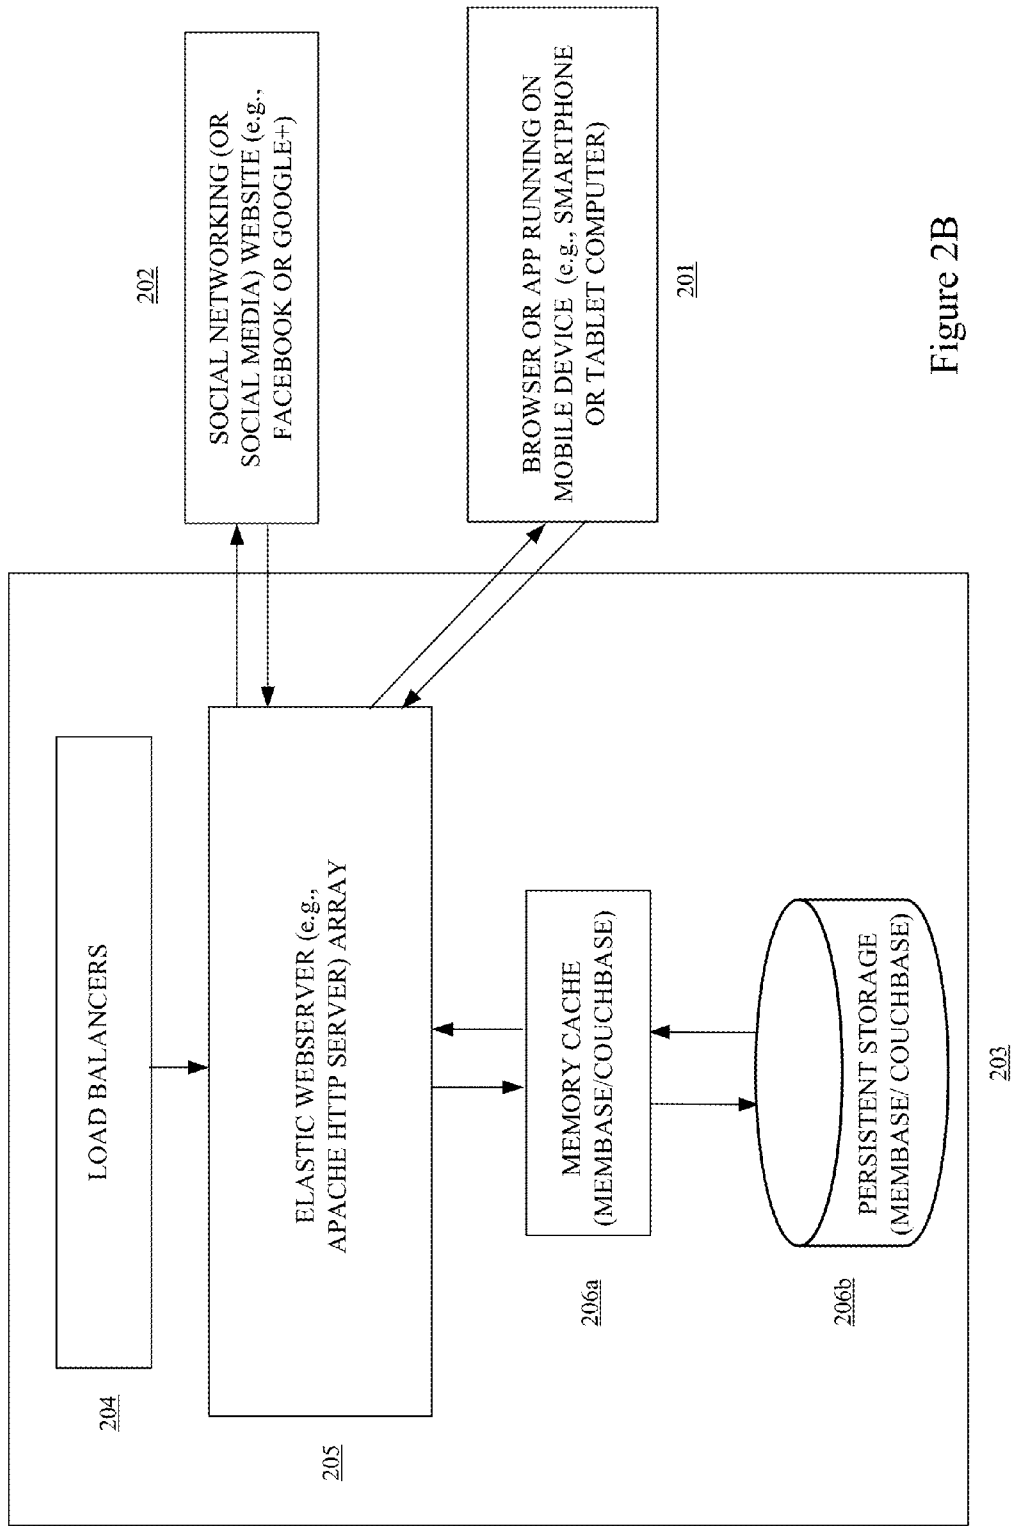 LOAD BALANCERS
204
ELASTIC WEBSERVER (e.g.,
APACHE HTTP SERVER) ARRAY
205
MEMORY CACHE
(MEMBASE/COUCHBASE)
206a
PERSISTENT STORAGE
(MEMBASE/ COUCHBASE)
206b
203
202
SOCIAL NETWORKING (OR
SOCIAL MEDIA) WEBSITE (e.g.,
FACEBOOK OR GOOGLE+)
BROWSER OR APP RUNNING ON
MOBILE DEVICE (e.g., SMARTPHONE
OR TABLET COMPUTER)
201
Figure 2B